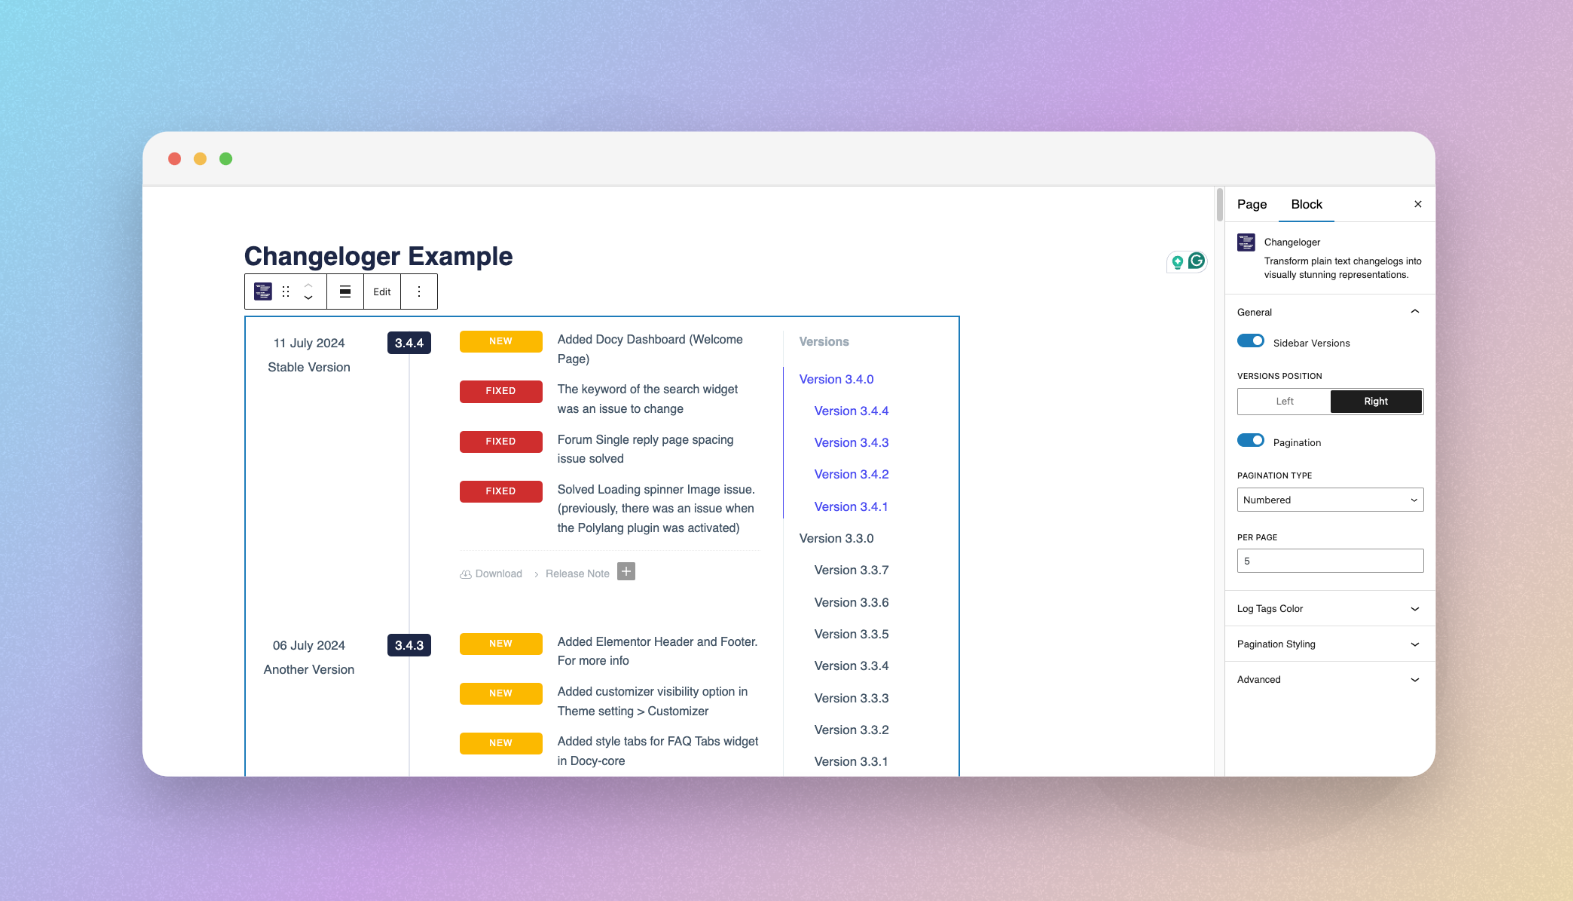 Changeloger Example
Edit
11 July 2024
Stable Version
3.4.4
NEW
Added Docy Dashboard (Welcome
Page)
FIXED
The keyword of the search widget
was an issue to change
FIXED
Forum Single reply page spacing
issue solved
FIXED
Solved Loading spinner Image issue.
(previously, there was an issue when
the Polylang plugin was activated)
Download
Release Note
06 July 2024
Another Version
3.4.3
NEW
Added Elementor Header and Footer.
For more info
NEW
Added customizer visibility option in
Theme setting > Customizer
NEW
Added style tabs for FAQ Tabs widget
in Docy-core
Versions
Version 3.4.0
Version 3.4.4
Version 3.4.3
Version 3.4.2
Version 3.4.1
Version 3.3.0
Version 3.3.7
Version 3.3.6
Version 3.3.5
Version 3.3.4
Version 3.3.3
Version 3.3.2
Version 3.3.1
Page
Block
Changeloger
Transform plain text changelogs into
visually stunning representations.
General
Sidebar Versions
VERSIONS POSITION
Left
Right
Pagination
PAGINATION TYPE
Numbered
PER PAGE
5
Log Tags Color
Pagination Styling
Advanced